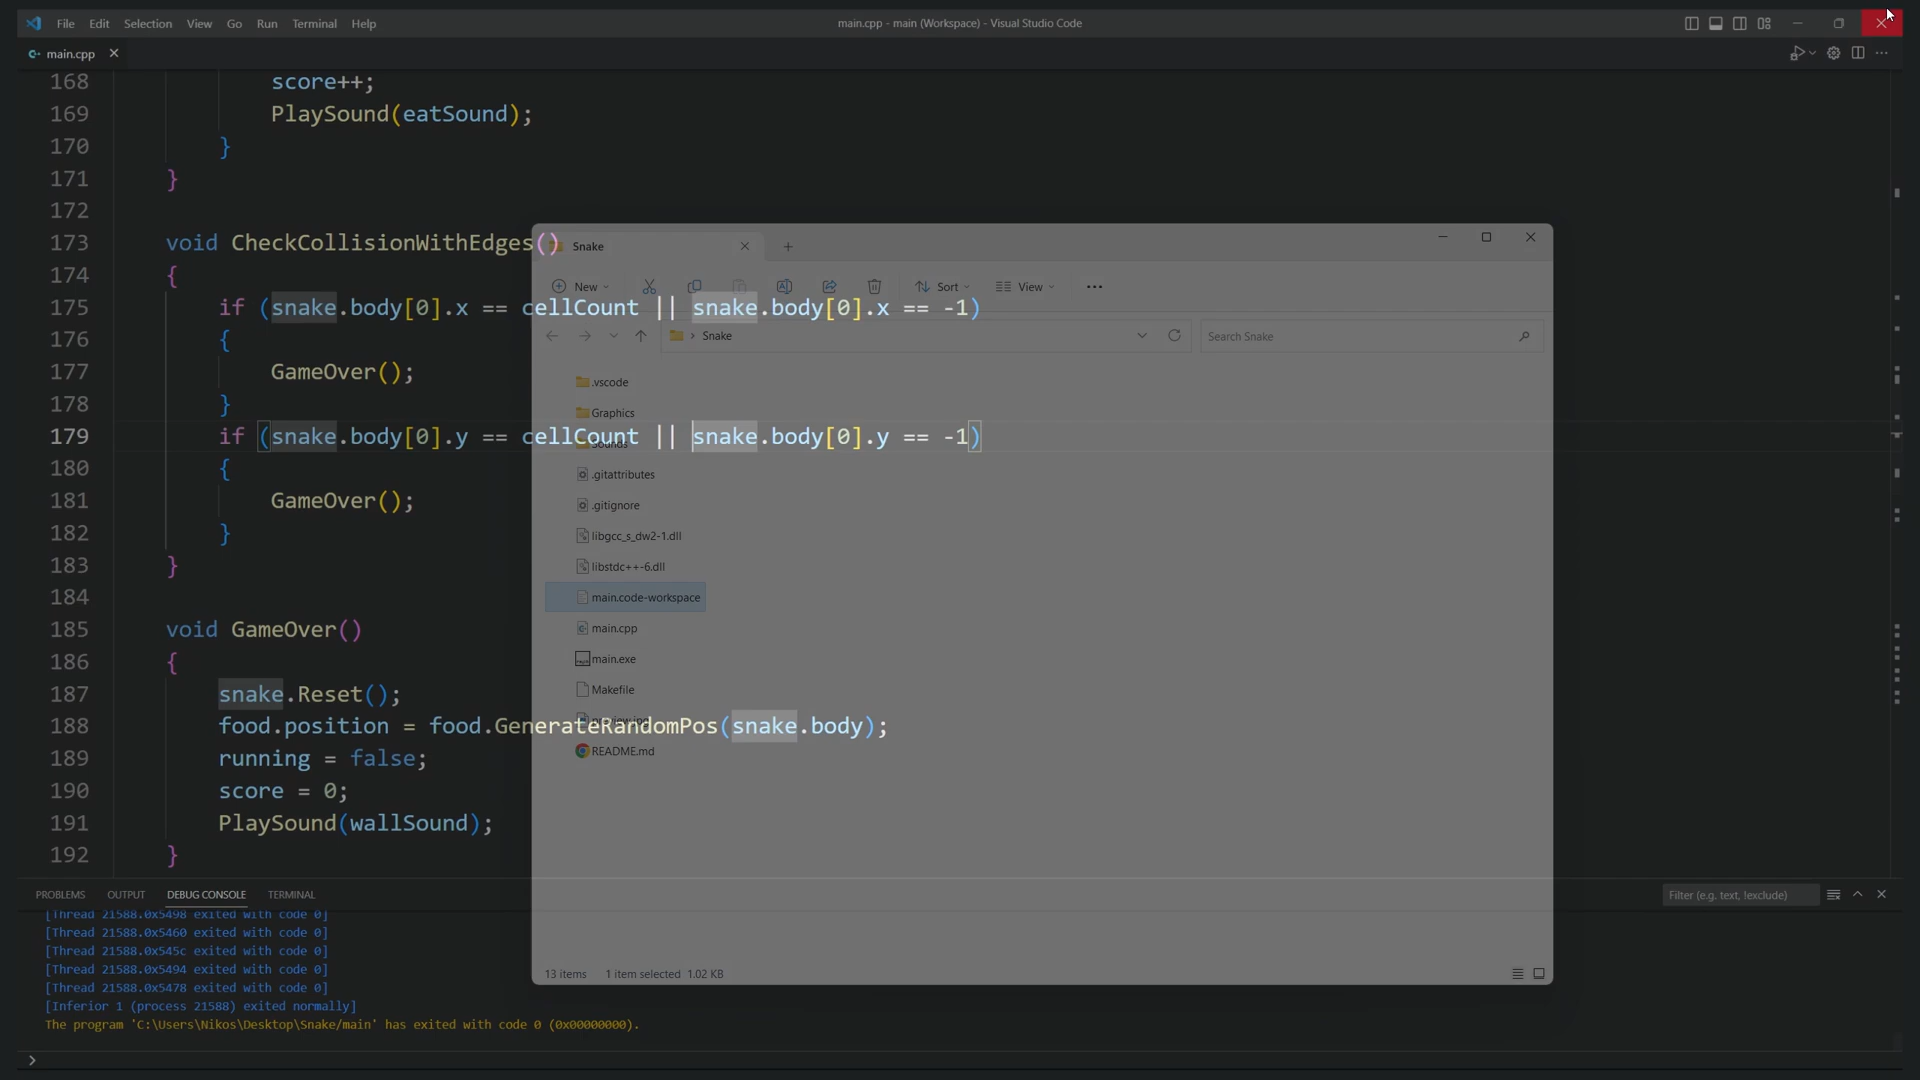 File Edit Selection View Go Run Terminal Help
main.cpp - main (Workspace) - Visual Studio Code
main.cpp
168 score++;
169 PlaySound(eatSound);
170 }
171 }
172
173 void CheckCollisionWithEdges()
174 {
175 if (snake.body[0].x == cellCount || snake.body[0].x == -1)
176 {
177 GameOver();
178 }
179 if (snake.body[0].y == cellCount || snake.body[0].y == -1)
180 {
181 GameOver();
182 }
183 }
184
185 void GameOver()
186 {
187 snake.Reset();
188 food.position = food.GenerateRandomPos(snake.body);
189 running = false;
190 score = 0;
191 PlaySound(wallSound);
192 }
Snake
New Sort View
Snake
Search Snake
.vscode
Graphics
Sounds
.gitattributes
.gitignore
libgcc_s_dw2-1.dll
libstdc++-6.dll
main.code-workspace
main.cpp
main.exe
Makefile
README.md
13 items 1 item selected 1.02 KB
PROBLEMS OUTPUT DEBUG CONSOLE TERMINAL
Filter (e.g. text, !exclude)
[Thread 21588.0x5498 exited with code 0]
[Thread 21588.0x5460 exited with code 0]
[Thread 21588.0x545c exited with code 0]
[Thread 21588.0x5494 exited with code 0]
[Thread 21588.0x5478 exited with code 0]
[Inferior 1 (process 21588) exited normally]
The program 'C:\Users\Nikos\Desktop\Snake/main' has exited with code 0 (0x00000000).